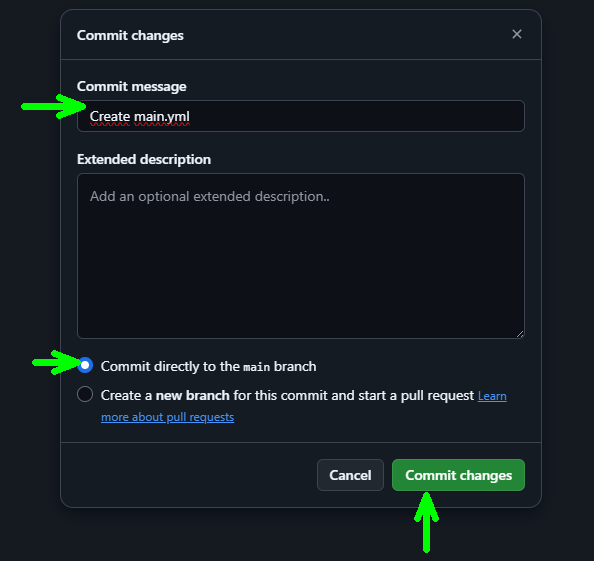 Commit changes
Commit message
Create main.yml
Extended description
Add an optional extended description..
Commit directly to the main branch
Create a new branch for this commit and start a pull request Learn
more about pull requests
Cancel
Commit changes